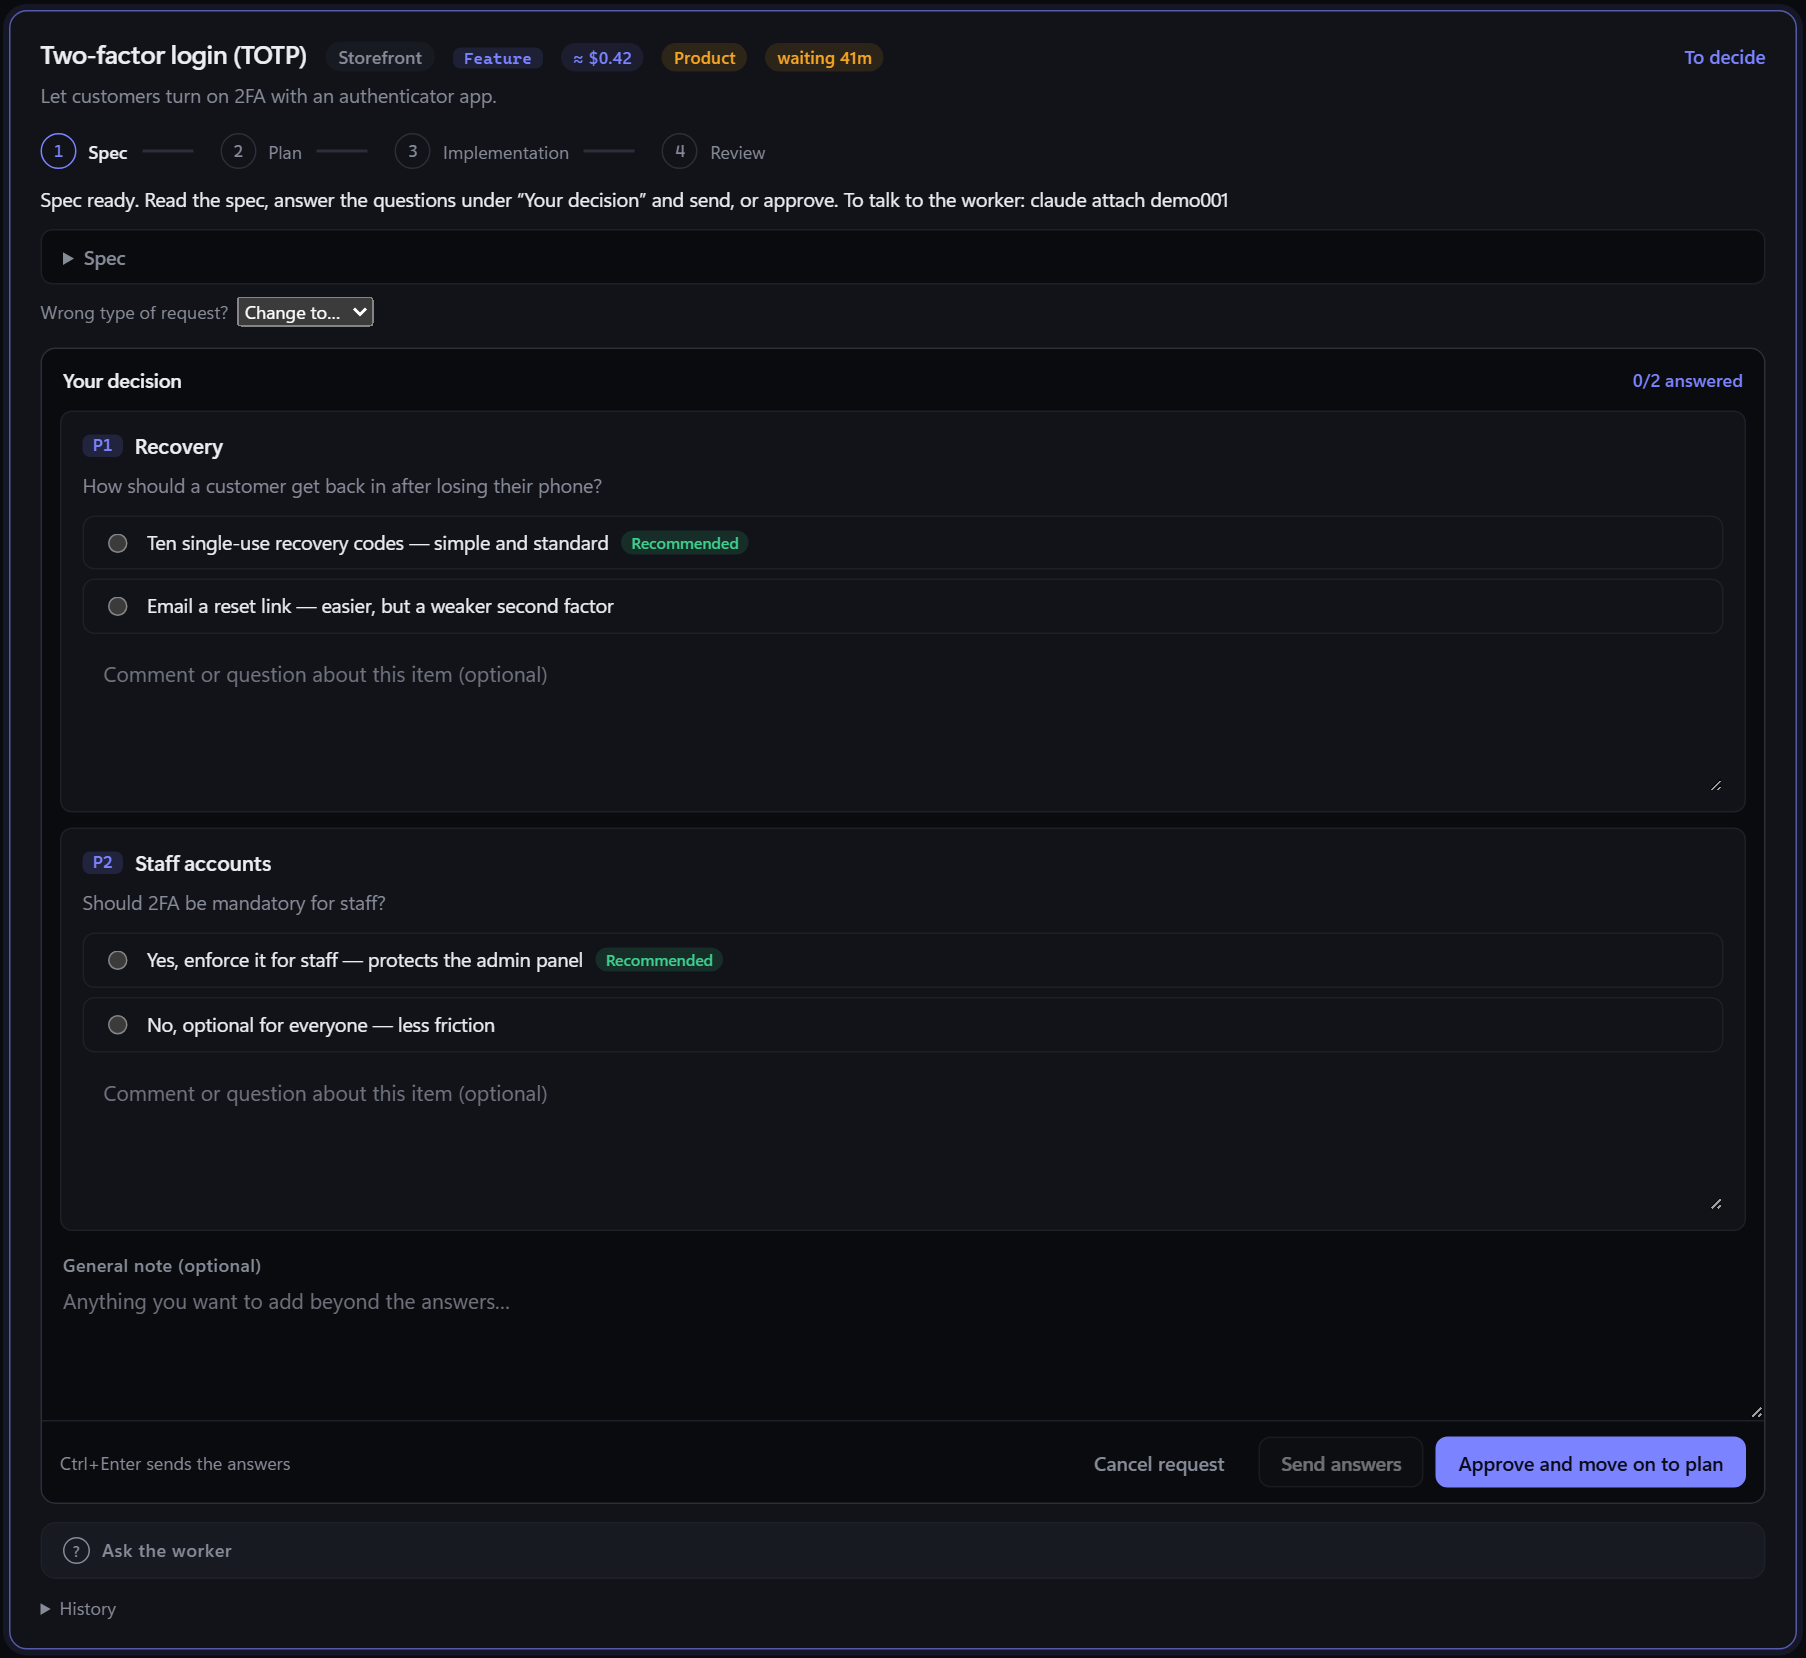 Two-factor login (TOTP) Storefront Feature ≈ $0.42 Product waiting 41m To decide
Let customers turn on 2FA with an authenticator app.
1 Spec 2 Plan 3 Implementation 4 Review
Spec ready. Read the spec, answer the questions under “Your decision” and send, or approve. To talk to the worker: claude attach demo001
Spec
Wrong type of request? Change to...
Your decision 0/2 answered
P1 Recovery
How should a customer get back in after losing their phone?
Ten single-use recovery codes — simple and standard Recommended
Email a reset link — easier, but a weaker second factor
Comment or question about this item (optional)
P2 Staff accounts
Should 2FA be mandatory for staff?
Yes, enforce it for staff — protects the admin panel Recommended
No, optional for everyone — less friction
Comment or question about this item (optional)
General note (optional)
Anything you want to add beyond the answers...
Ctrl+Enter sends the answers Cancel request Send answers Approve and move on to plan
? Ask the worker
History